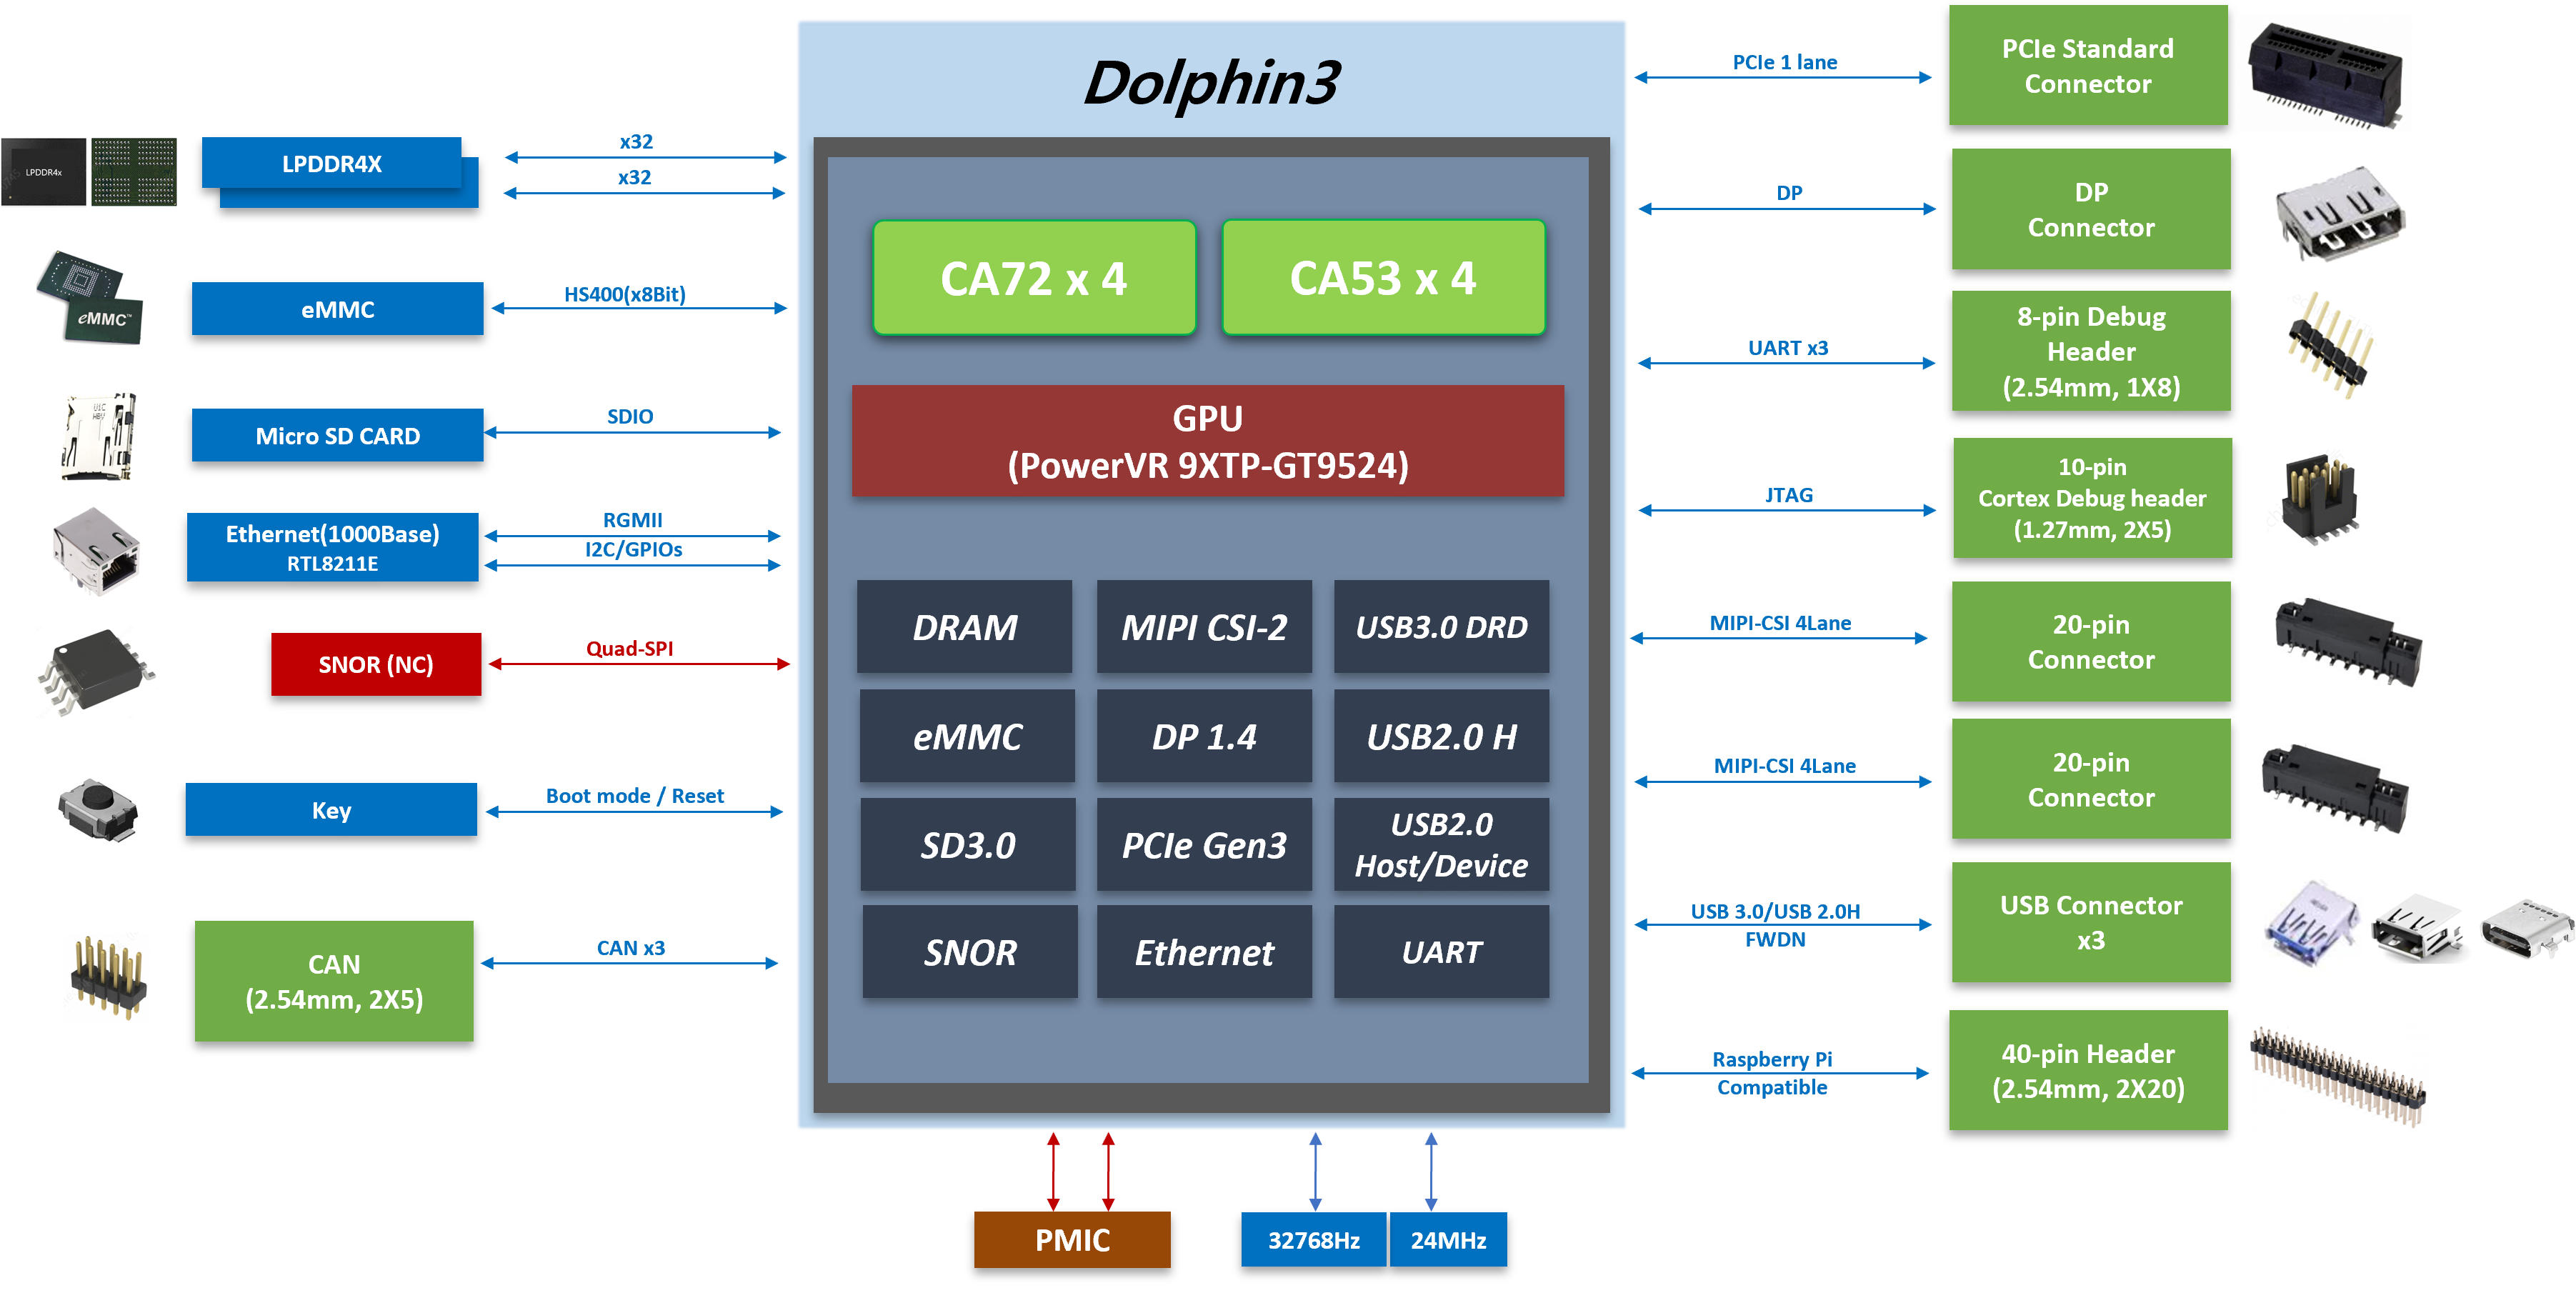 Dolphin3
LPDDR4x
LPDDR4X
x32
x32
eMMC™
eMMC
HS400(x8Bit)
Micro SD CARD
SDIO
Ethernet(1000Base)
RTL8211E
RGMII
I2C/GPIOs
SNOR (NC)
Quad-SPI
Key
Boot mode / Reset
CAN
(2.54mm, 2X5)
CAN x3
CA72 x 4
CA53 x 4
GPU
(PowerVR 9XTP-GT9524)
DRAM
MIPI CSI-2
USB3.0 DRD
eMMC
DP 1.4
USB2.0 H
SD3.0
PCIe Gen3
USB2.0
Host/Device
SNOR
Ethernet
UART
PMIC
32768Hz
24MHz
PCIe 1 lane
PCIe Standard
Connector
DP
DP
Connector
UART x3
8-pin Debug
Header
(2.54mm, 1X8)
JTAG
10-pin
Cortex Debug header
(1.27mm, 2X5)
MIPI-CSI 4Lane
20-pin
Connector
MIPI-CSI 4Lane
20-pin
Connector
USB 3.0/USB 2.0H
FWDN
USB Connector
x3
Raspberry Pi
Compatible
40-pin Header
(2.54mm, 2X20)